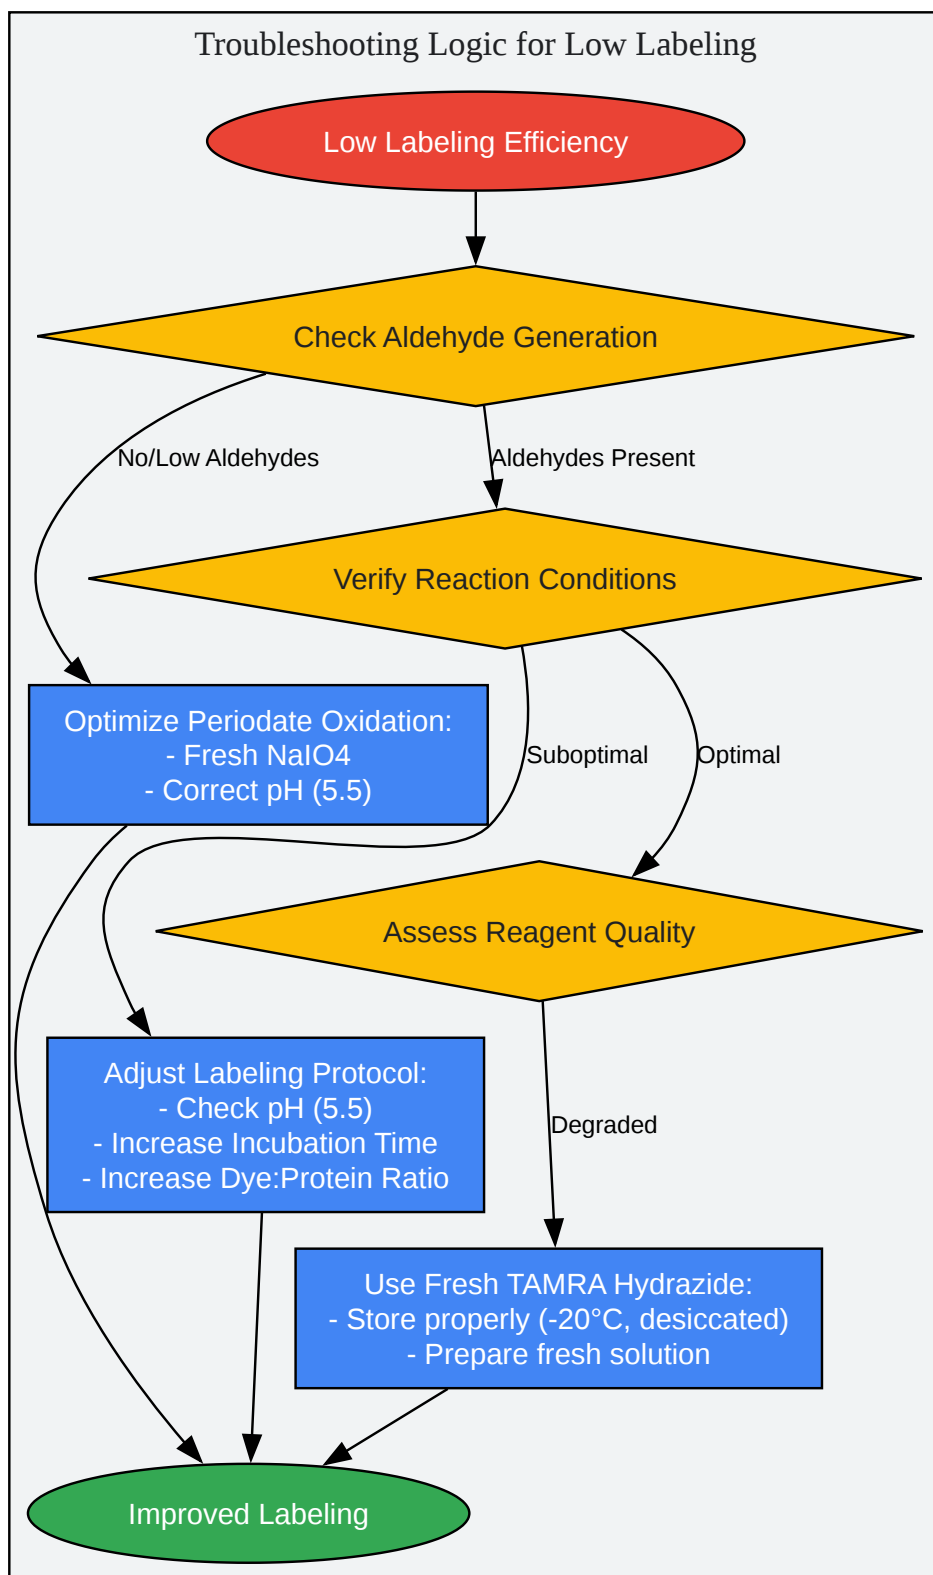 Troubleshooting Logic for Low Labeling
Low Labeling Efficiency
Check Aldehyde Generation
No/Low Aldehydes
Aldehydes Present
Verify Reaction Conditions
Optimize Periodate Oxidation:
- Fresh NaIO4
- Correct pH (5.5)
Suboptimal
Optimal
Assess Reagent Quality
Adjust Labeling Protocol:
- Check pH (5.5)
- Increase Incubation Time
- Increase Dye:Protein Ratio
Degraded
Use Fresh TAMRA Hydrazide:
- Store properly (-20°C, desiccated)
- Prepare fresh solution
Improved Labeling